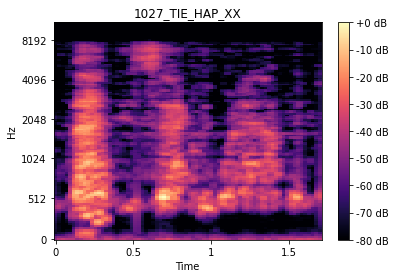 1027_TIE_HAP_XX
8192
4096
2048
1024
512
0
Hz
0
0.5
1
1.5
Time
+0 dB
-10 dB
-20 dB
-30 dB
-40 dB
-50 dB
-60 dB
-70 dB
-80 dB